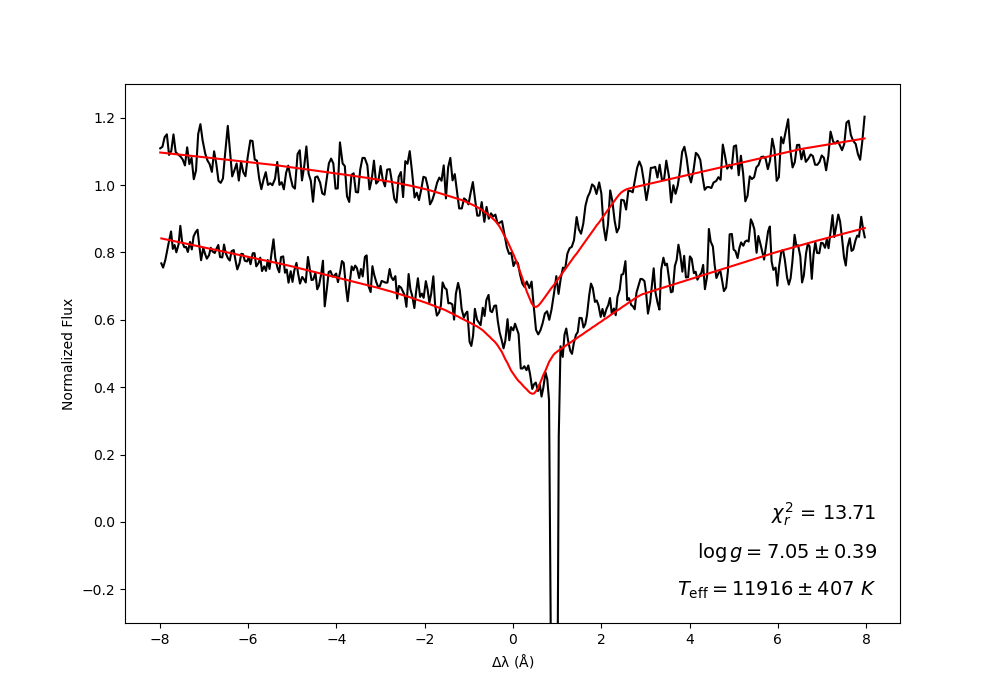 1.2
1.0
0.8
0.6
0.4
0.2
0.0
−0.2
Normalized Flux
χ²ᵣ = 13.71
log g = 7.05 ± 0.39
T_eff = 11916 ± 407 K
−8 −6 −4 −2 0 2 4 6 8
Δλ (Å)